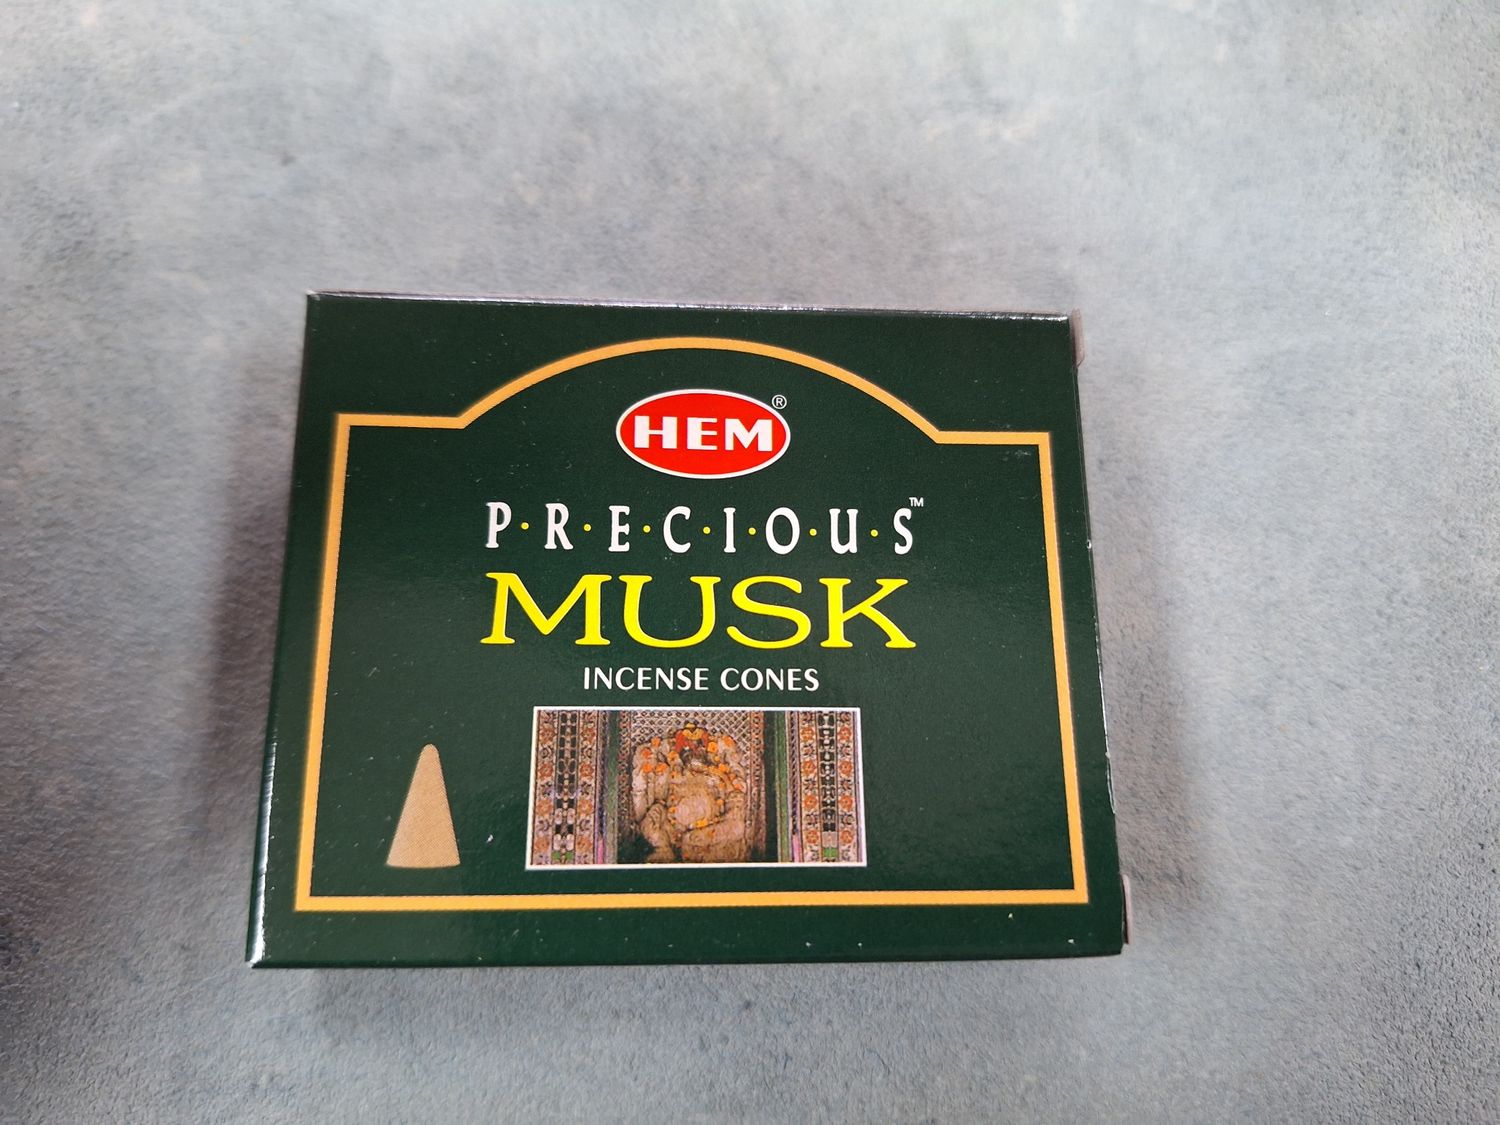 HEM®
P·R·E·C·I·O·U·S™
MUSK
INCENSE CONES